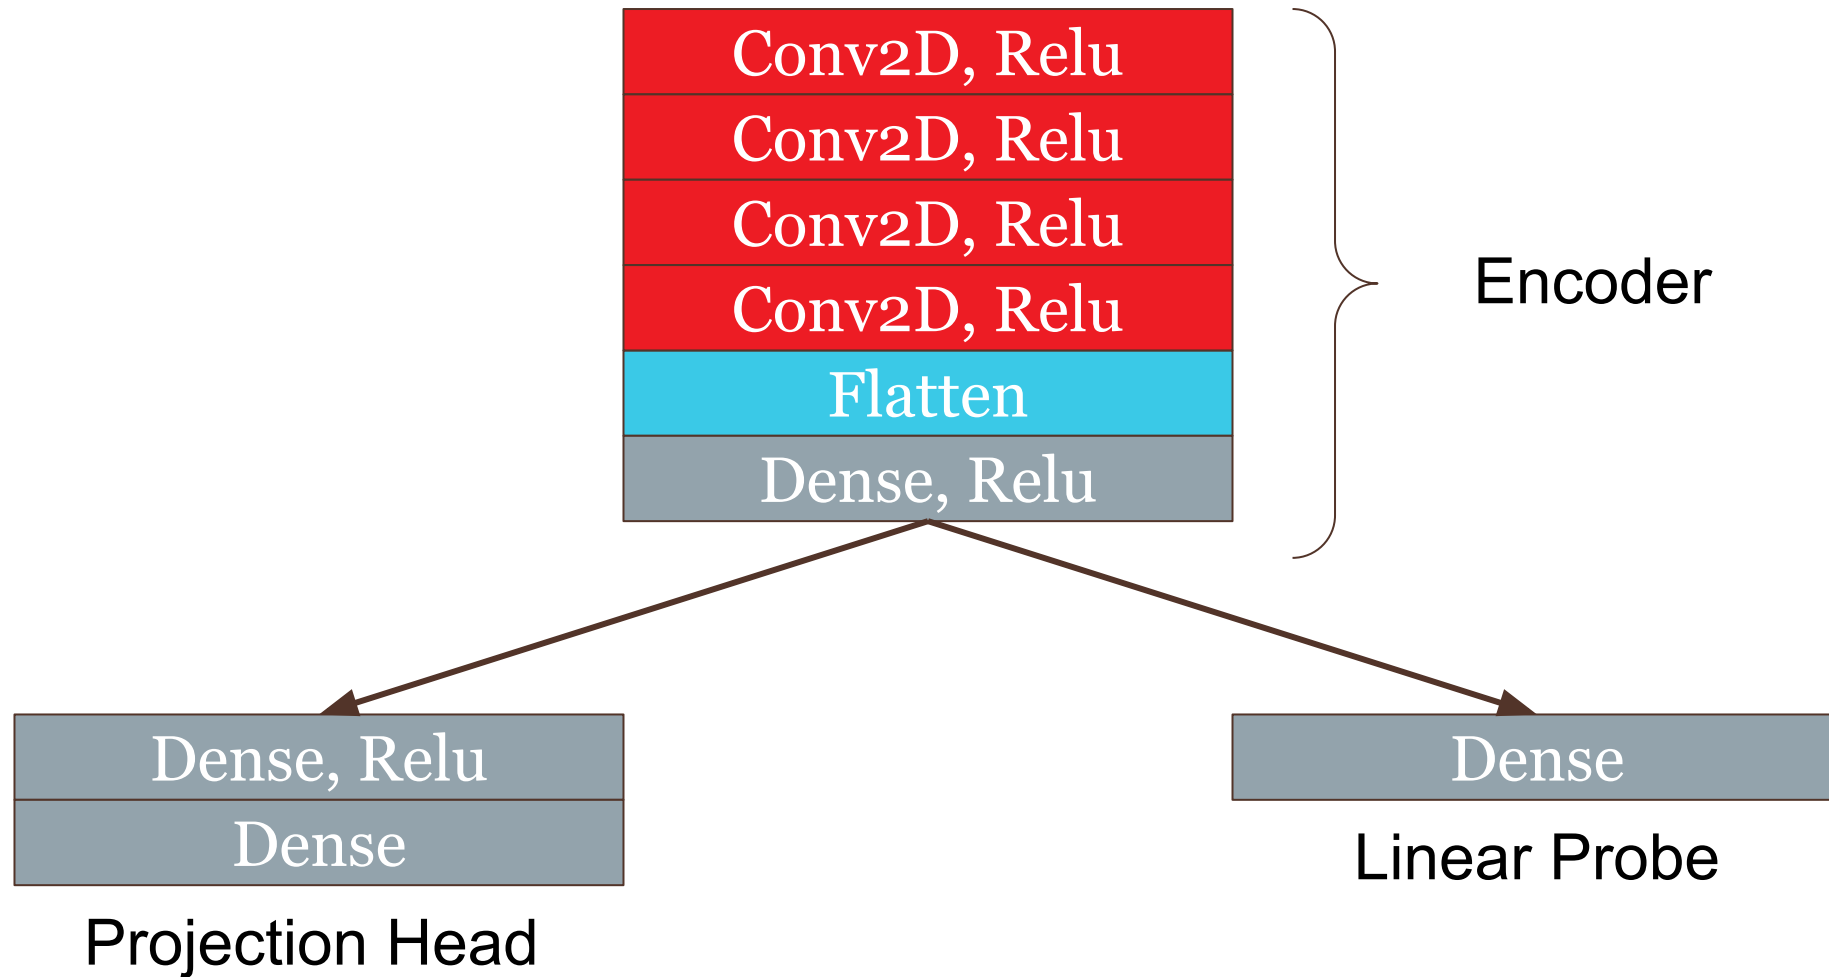 Conv2D, Relu
Conv2D, Relu
Conv2D, Relu
Conv2D, Relu
Flatten
Dense, Relu
Encoder
Dense, Relu
Dense
Projection Head
Dense
Linear Probe